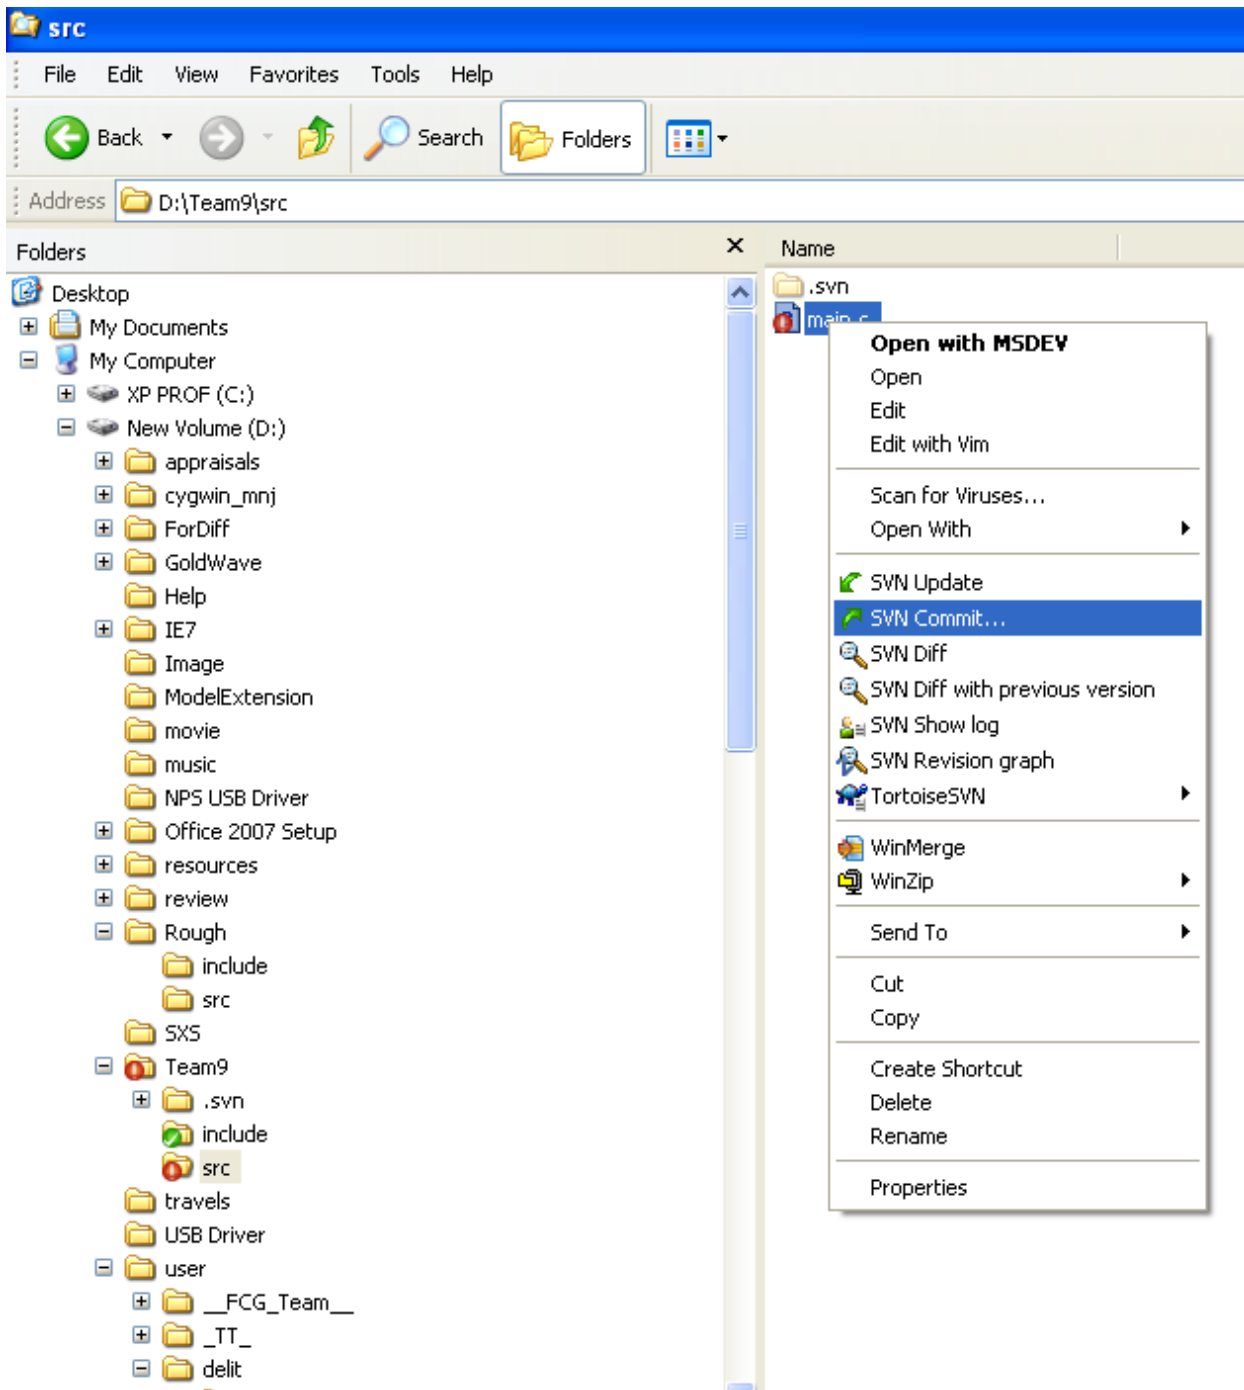 src
File Edit View Favorites Tools Help
Back Search Folders
Address D:\Team9\src
Folders
Desktop
My Documents
My Computer
XP PROF (C:)
New Volume (D:)
appraisals
cygwin_mnj
ForDiff
GoldWave
Help
IE7
Image
ModelExtension
movie
music
NPS USB Driver
Office 2007 Setup
resources
review
Rough
include
src
SXS
Team9
.svn
include
src
travels
USB Driver
user
__FCG_Team__
_TT_
delit
Name
.svn
main.c
Open with MSDEV
Open
Edit
Edit with Vim
Scan for Viruses...
Open With
SVN Update
SVN Commit...
SVN Diff
SVN Diff with previous version
SVN Show log
SVN Revision graph
TortoiseSVN
WinMerge
WinZip
Send To
Cut
Copy
Create Shortcut
Delete
Rename
Properties